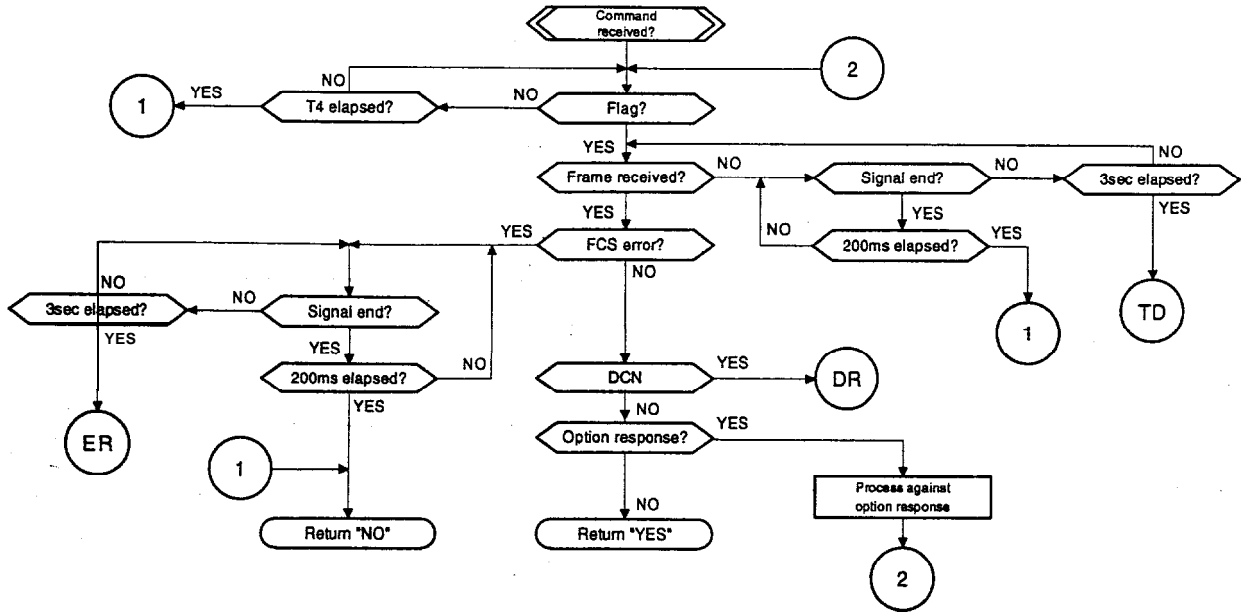 Command
received?
NO
2
YES
1
T4 elapsed?
NO
Flag?
YES
NO
Frame received?
NO
Signal end?
NO
3sec elapsed?
YES
YES
YES
YES
FCS error?
NO
200ms elapsed?
YES
NO
NO
3sec elapsed?
NO
Signal end?
1
TD
YES
YES
NO
200ms elapsed?
DCN
YES
DR
YES
NO
YES
ER
Option response?
1
Process against
option response
NO
Return "NO"
Return "YES"
2